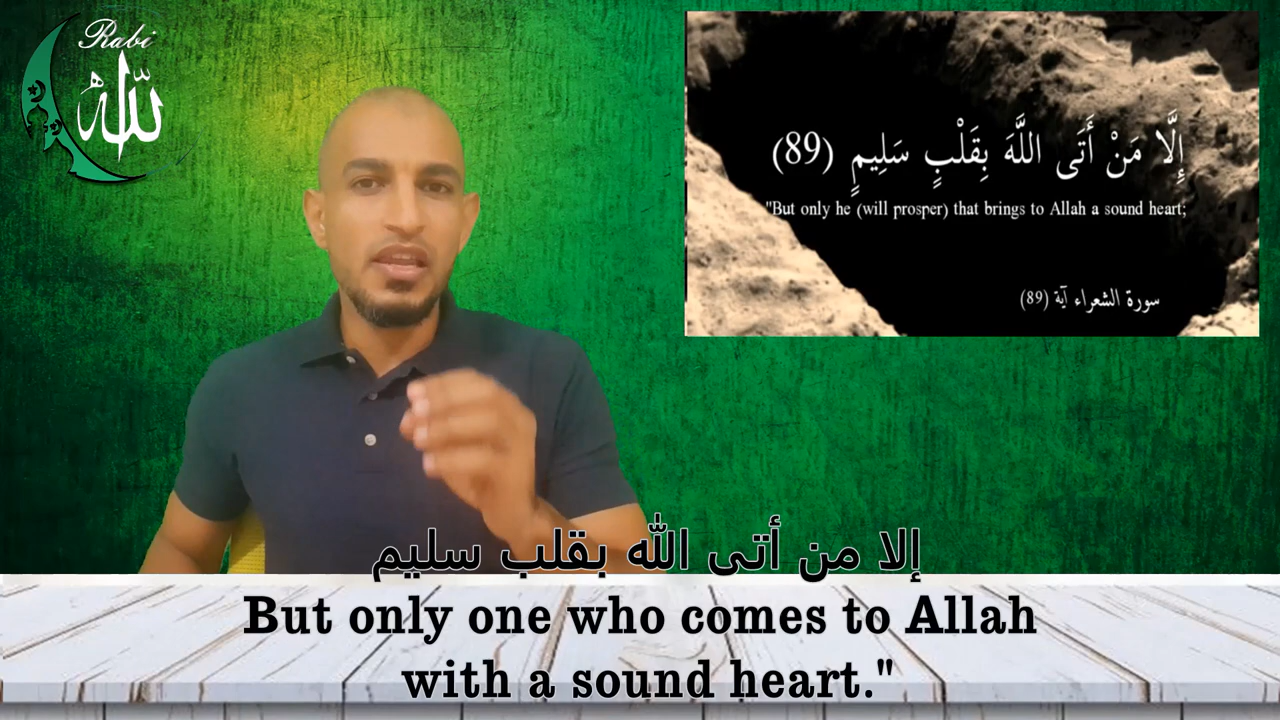 Rabi
الله
إِلَّا مَنْ أَتَى اللَّهَ بِقَلْبٍ سَلِيمٍ (89)
"But only he (will prosper) that brings to Allah a sound heart;
سورة الشعراء آية (89)
إلا من أتى الله بقلب سليم
But only one who comes to Allah
with a sound heart."